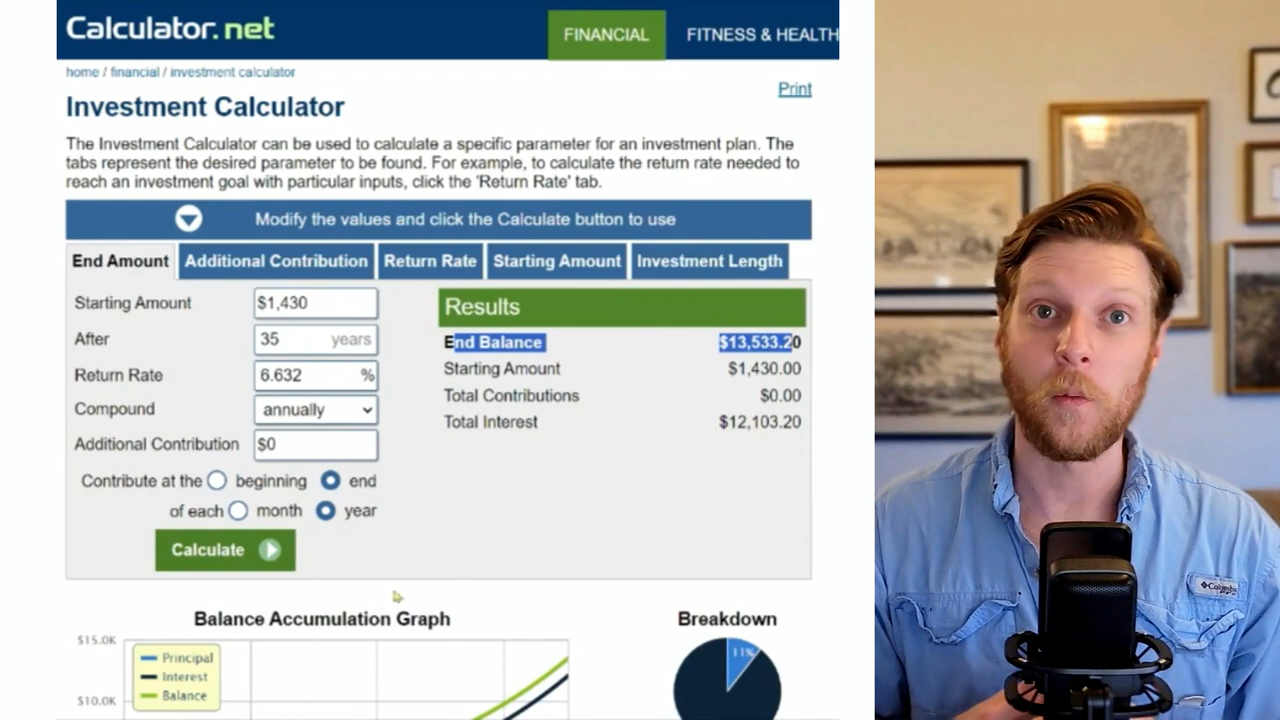 Calculator.net
FINANCIAL
FITNESS & HEALTH
home / financial / investment calculator
Print
Investment Calculator
The Investment Calculator can be used to calculate a specific parameter for an investment plan. The
tabs represent the desired parameter to be found. For example, to calculate the return rate needed to
reach an investment goal with particular inputs, click the 'Return Rate' tab.
Modify the values and click the Calculate button to use
End Amount
Additional Contribution
Return Rate
Starting Amount
Investment Length
Starting Amount $1,430
After 35 years
Return Rate 6.632 %
Compound annually
Additional Contribution $0
Contribute at the beginning end
of each month year
Calculate
Results
End Balance $13,533.20
Starting Amount $1,430.00
Total Contributions $0.00
Total Interest $12,103.20
Balance Accumulation Graph
$15.0K
$10.0K
Principal
Interest
Balance
Breakdown
11%
Columbia